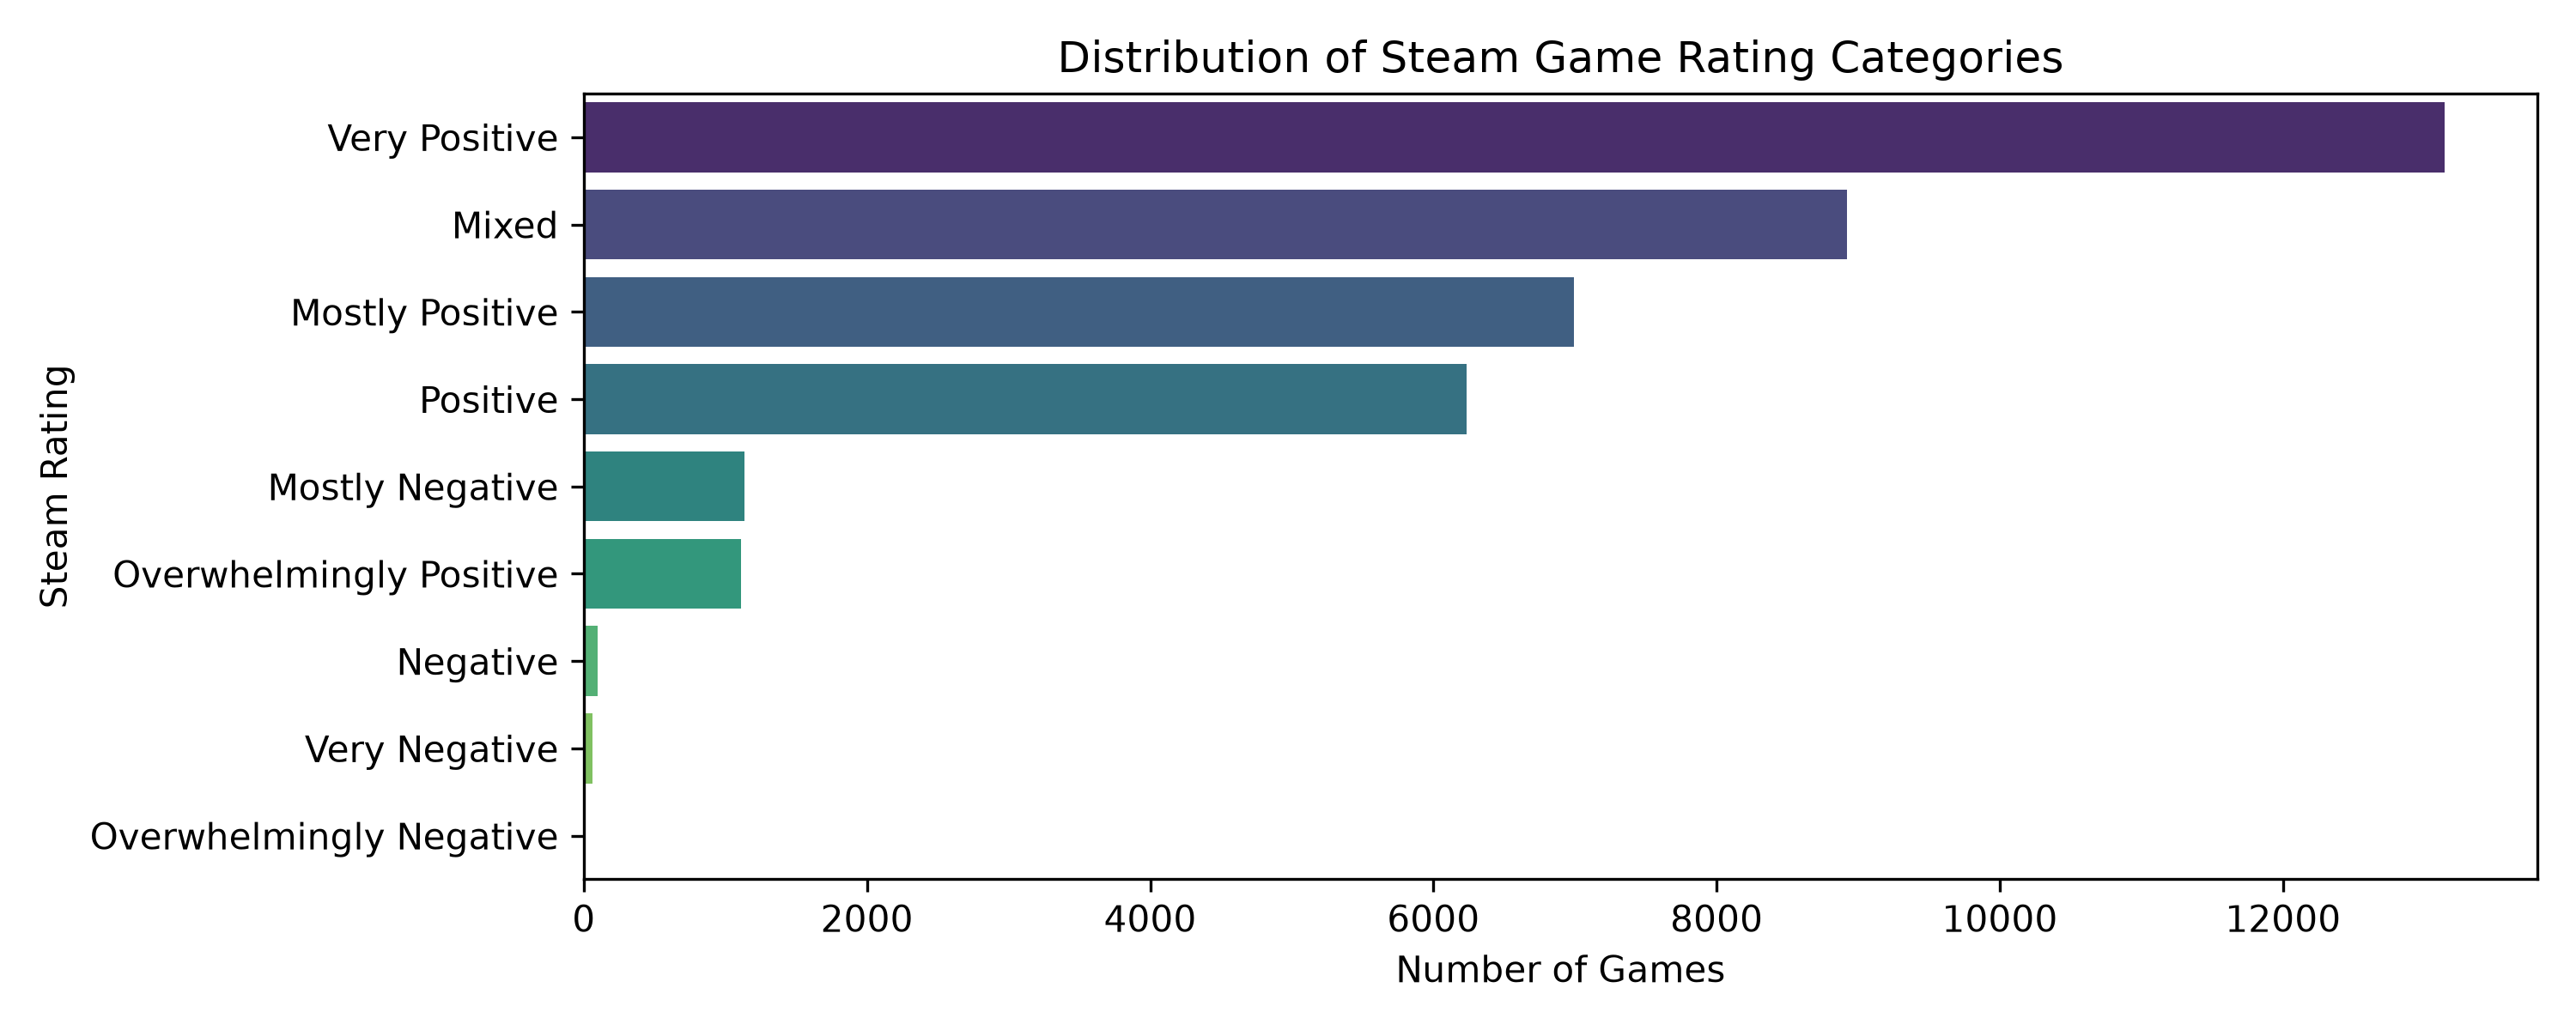 Distribution of Steam Game Rating Categories
Steam Rating
Very Positive
Mixed
Mostly Positive
Positive
Mostly Negative
Overwhelmingly Positive
Negative
Very Negative
Overwhelmingly Negative
0 2000 4000 6000 8000 10000 12000
Number of Games